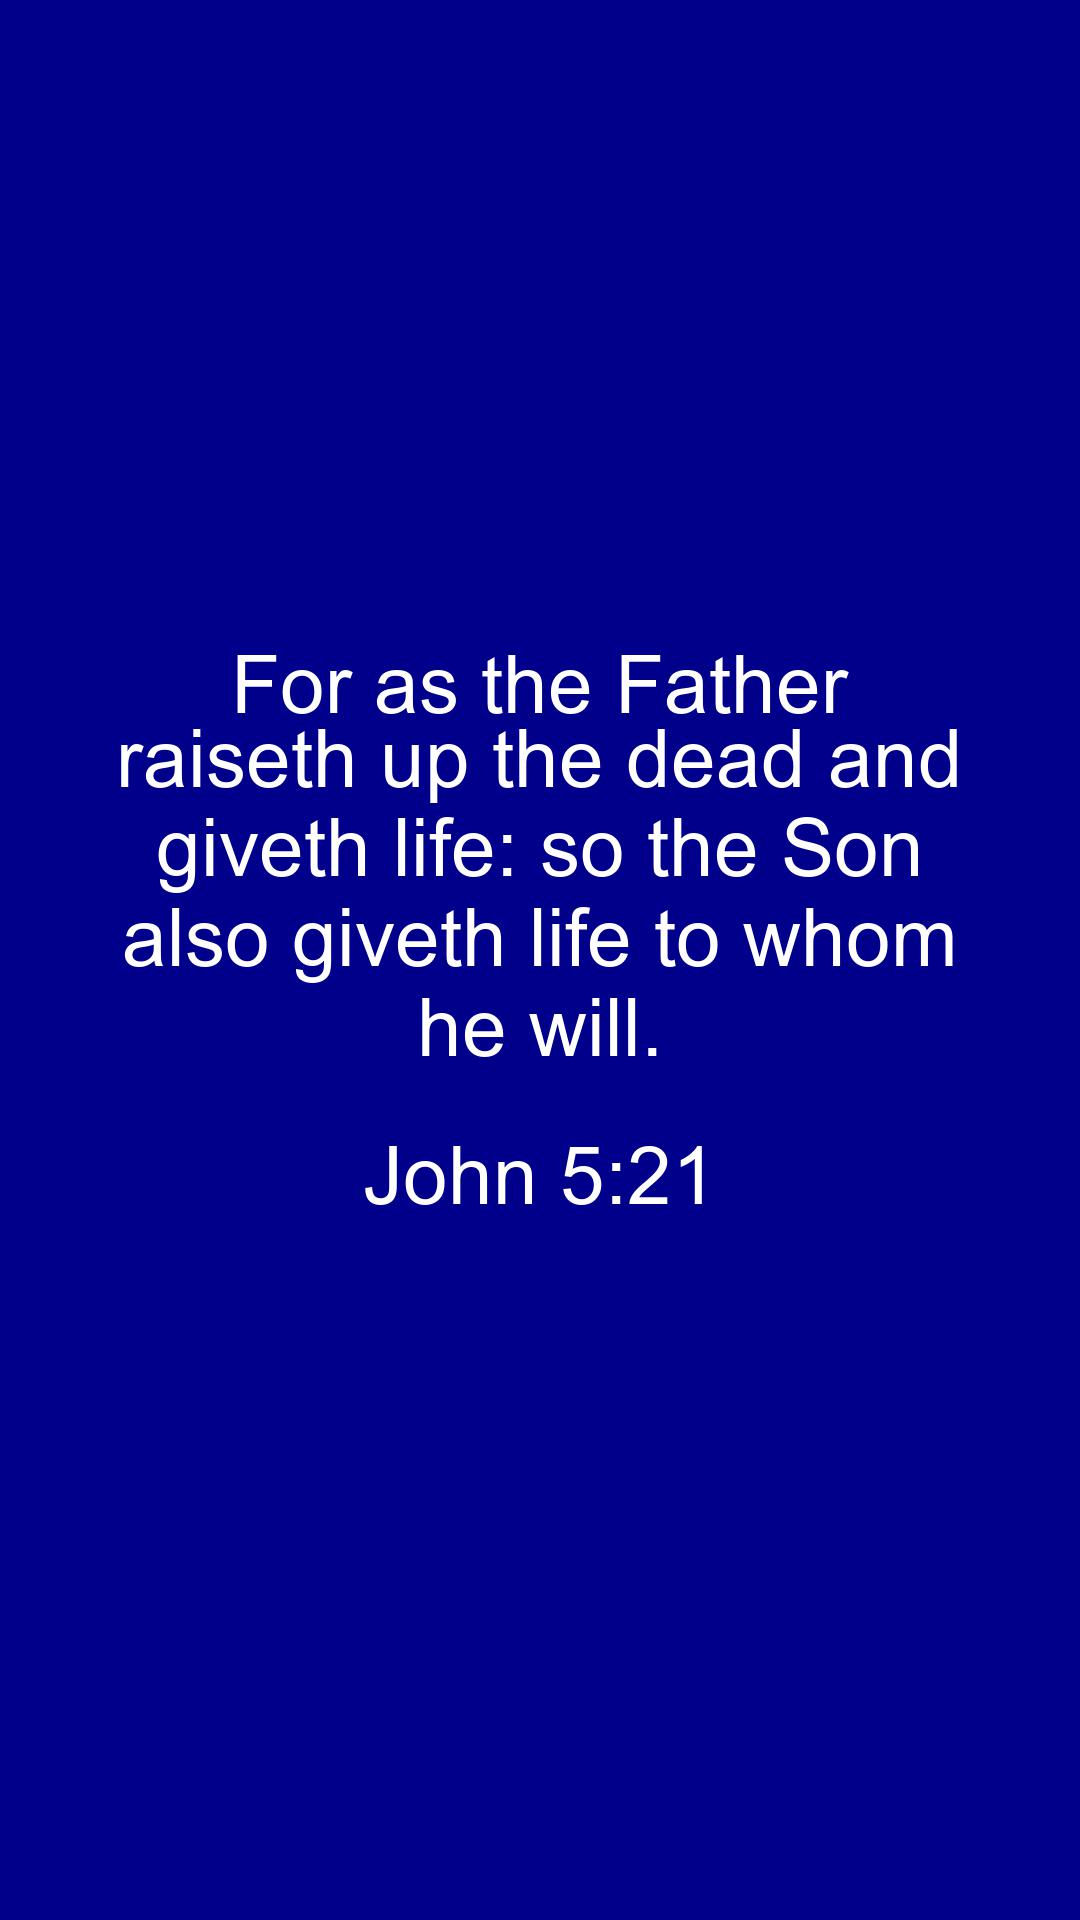 For as the Father
raiseth up the dead and
giveth life: so the Son
also giveth life to whom
he will.
John 5:21